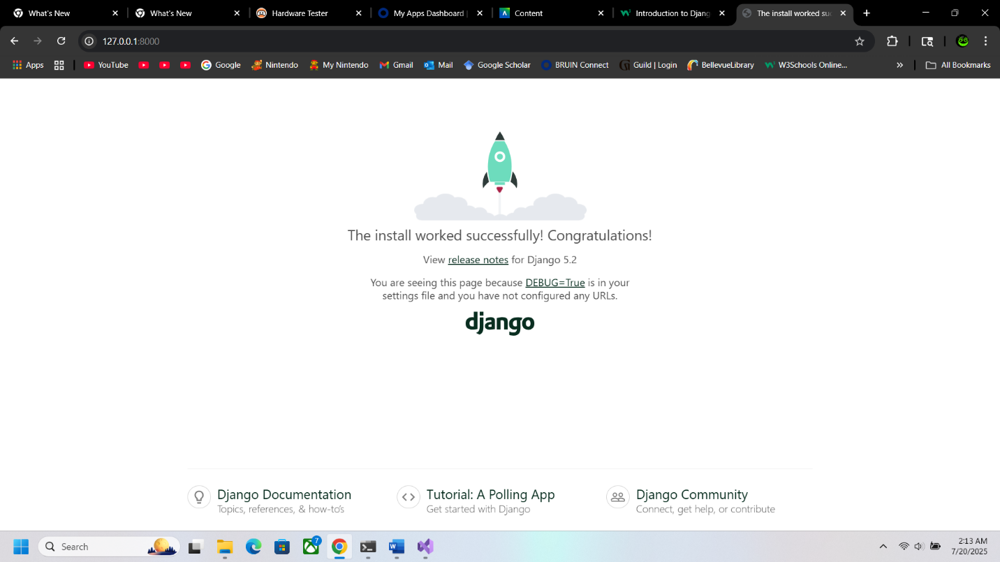 What's New
What's New
Hardware Tester
My Apps Dashboard |
Content
Introduction to Djang
The install worked suc
127.0.0.1:8000
Apps
YouTube
Google
Nintendo
My Nintendo
Gmail
Mail
Google Scholar
BRUIN Connect
Guild | Login
BellevueLibrary
W3Schools Online...
»
All Bookmarks
The install worked successfully! Congratulations!
View release notes for Django 5.2
You are seeing this page because DEBUG=True is in your
settings file and you have not configured any URLs.
django
Django Documentation
Topics, references, & how-to's
Tutorial: A Polling App
Get started with Django
Django Community
Connect, get help, or contribute
Search
7
2:13 AM
7/20/2025